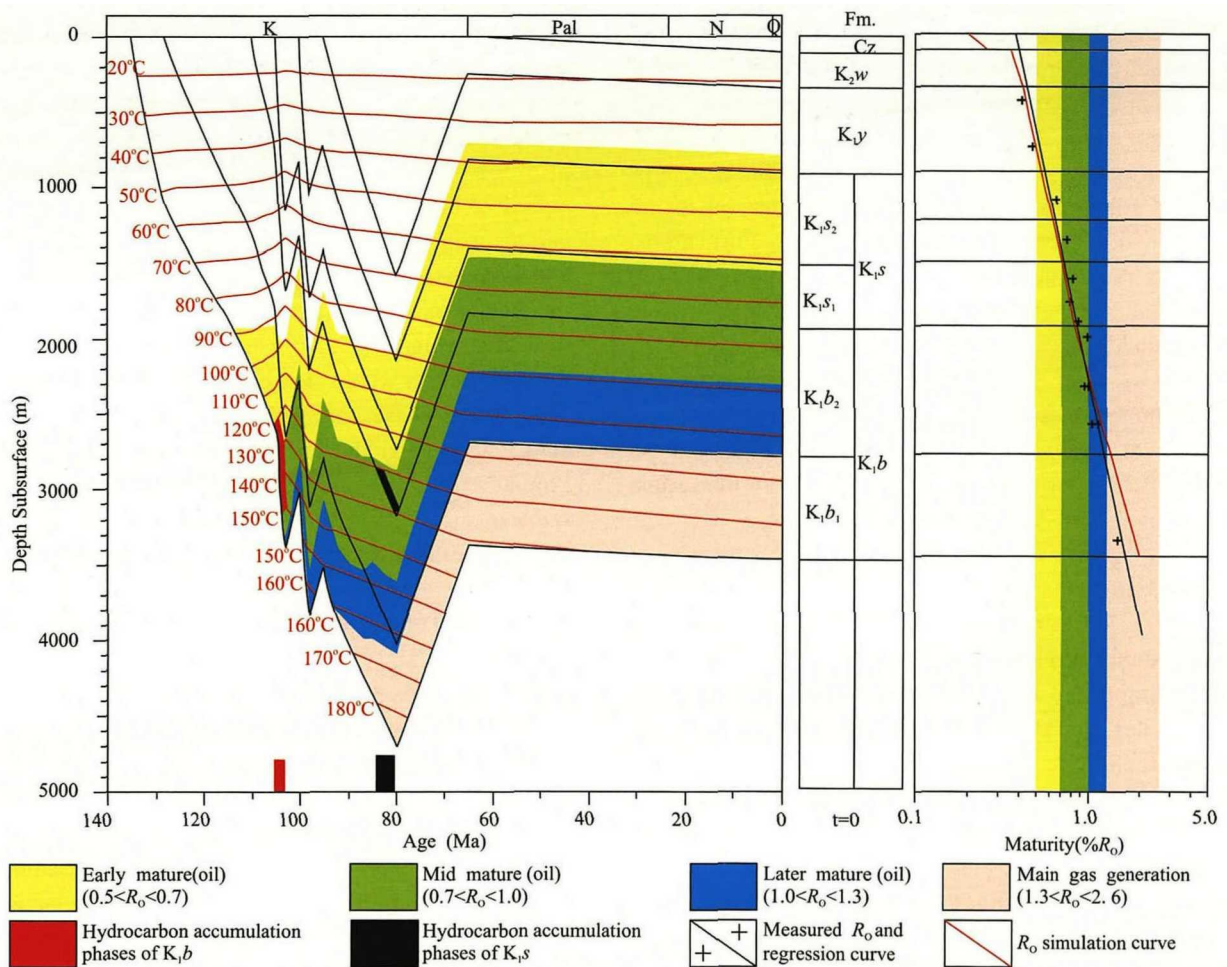 K Pal N Q Fm.
0 Cz
20°C K₂w
30°C
40°C K₁y
1000
50°C
60°C K₁s₂
70°C K₁s
80°C K₁s₁
2000
90°C
100°C K₁b₂
110°C
120°C
130°C K₁b
3000
140°C K₁b₁
150°C
150°C
160°C
4000
160°C
170°C
180°C
5000
Depth Subsurface (m)
140 120 100 80 60 40 20 0 t=0 0.1 1.0 5.0
Age (Ma) Maturity(%Rₒ)
Early mature(oil)
(0.5<Rₒ<0.7)
Mid mature (oil)
(0.7<Rₒ<1.0)
Later mature (oil)
(1.0<Rₒ<1.3)
Main gas generation
(1.3<Rₒ<2. 6)
Hydrocarbon accumulation
phases of K₁b
Hydrocarbon accumulation
phases of K₁s
Measured Rₒ and
regression curve
Rₒ simulation curve